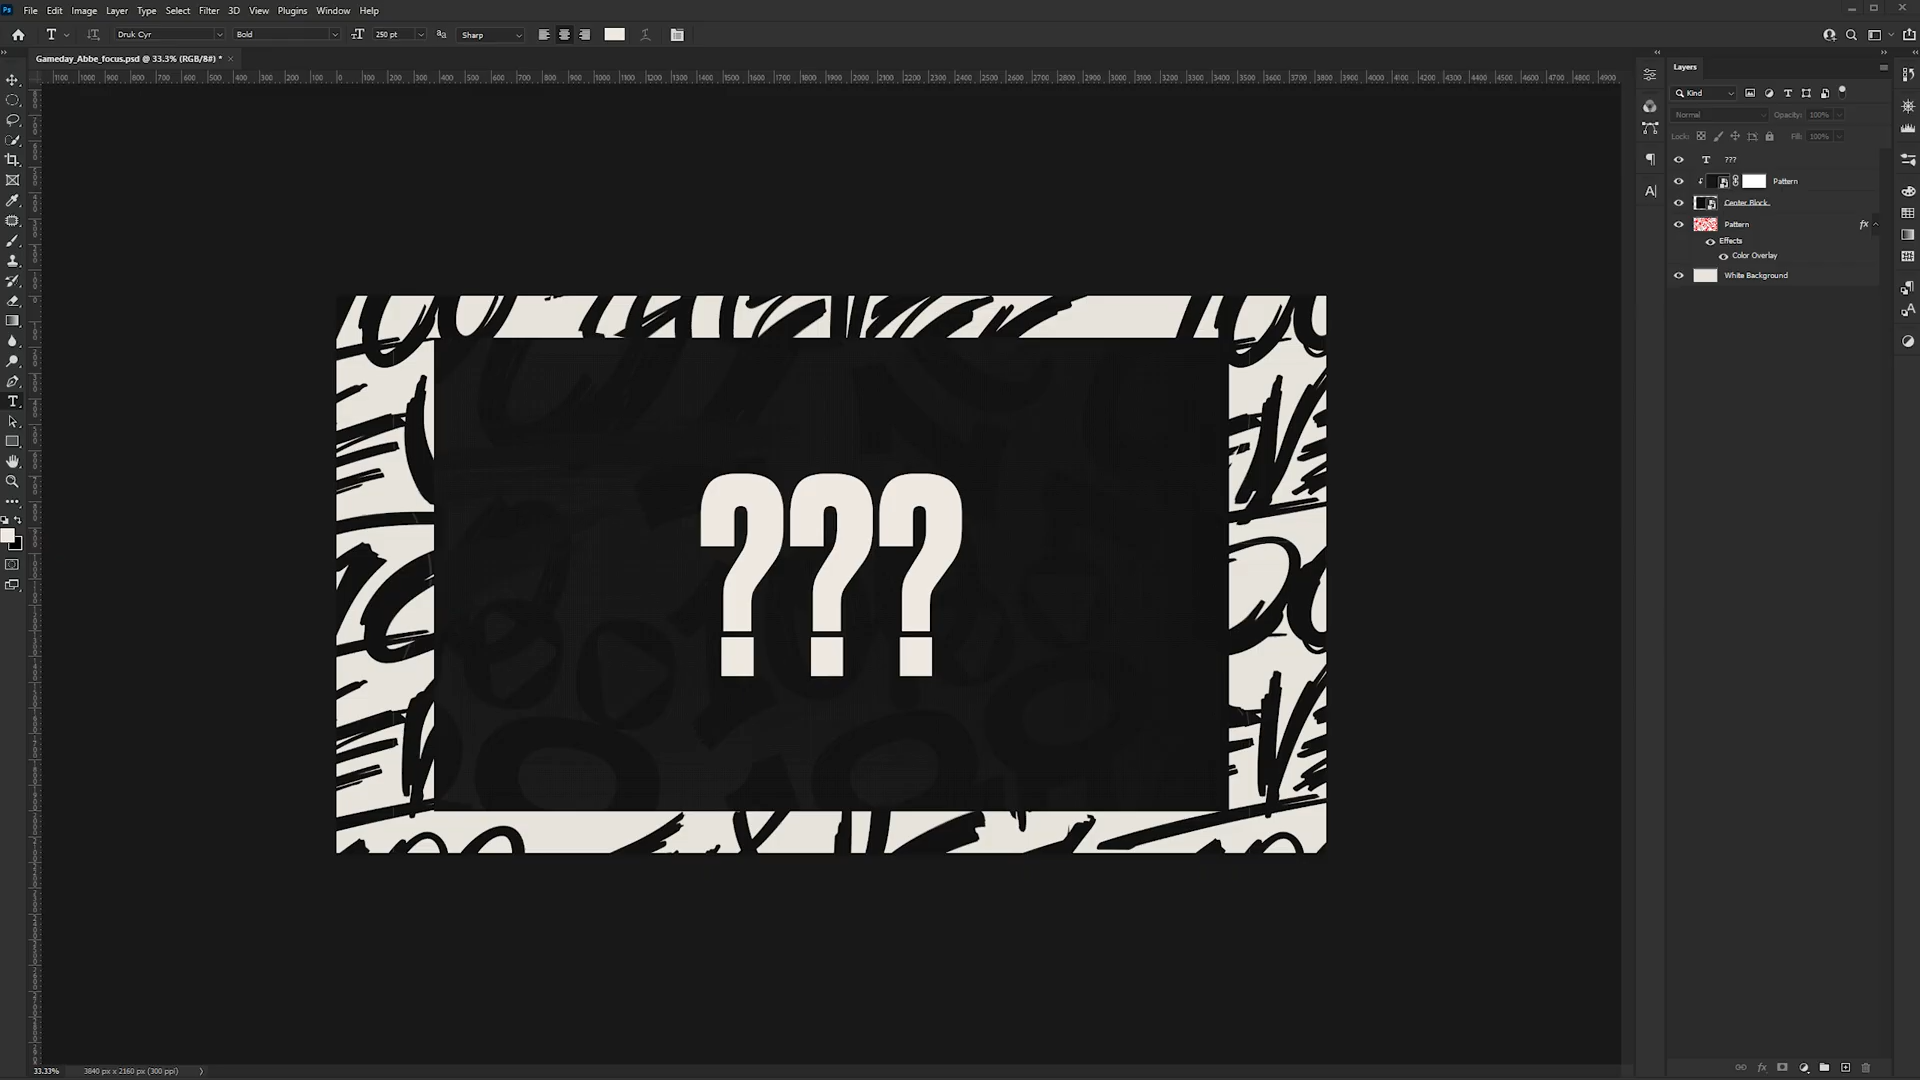 File Edit Image Layer Type Select Filter 3D View Plugins Window Help
Druk Cyr Bold 250 pt Sharp
Gameday_Abbe_focus.psd @ 33.3% (RGB/8#) *
Layers
Kind
Normal Opacity: 100%
Lock: Fill: 100%
???
Pattern
Center Block
Pattern fx
Effects
Color Overlay
White Background
???
33.33% 3840 px x 2160 px (300 ppi)